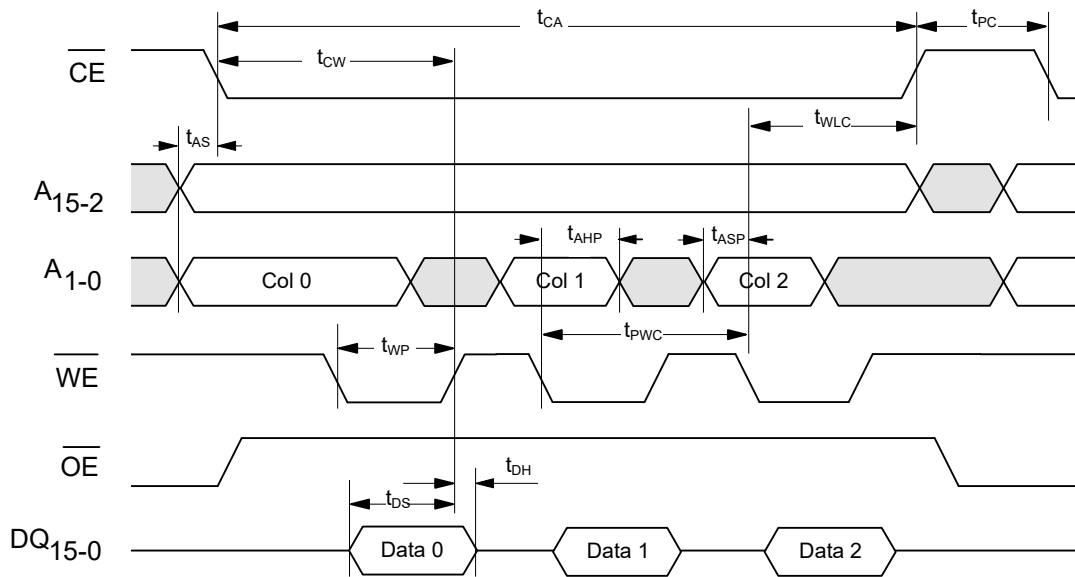 tCA
tPC
CE
tCW
tWLC
tAS
A15-2
tAHP
tASP
A1-0
Col 0
Col 1
Col 2
tPWC
tWP
WE
OE
tDH
tDS
DQ15-0
Data 0
Data 1
Data 2